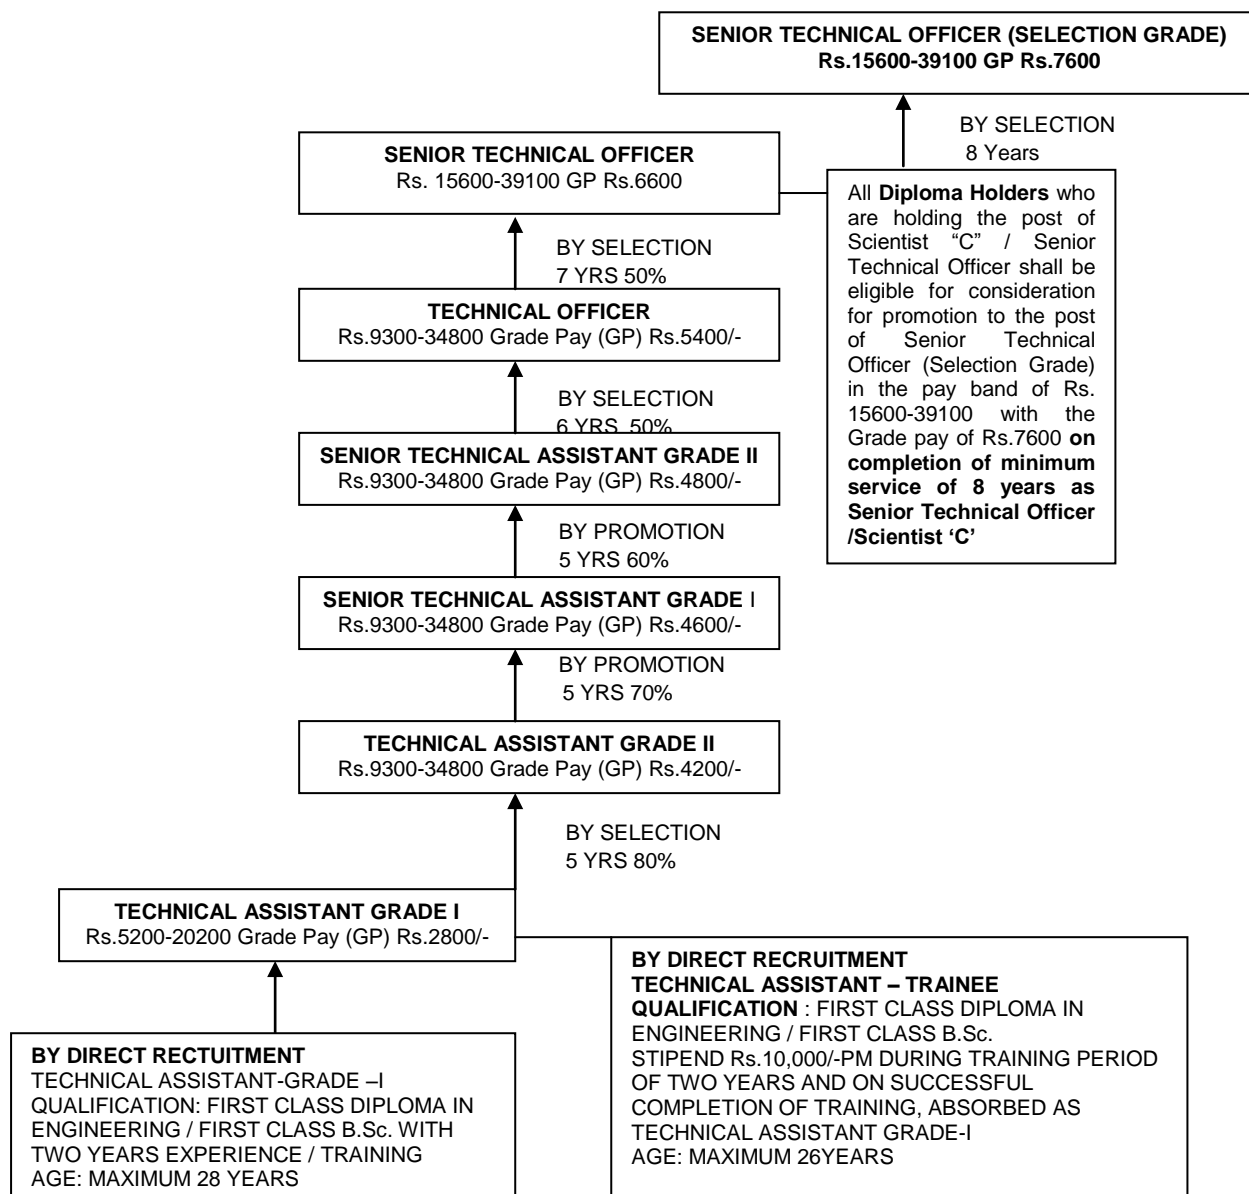 SENIOR TECHNICAL OFFICER (SELECTION GRADE)
Rs.15600-39100 GP Rs.7600
BY SELECTION
8 Years
SENIOR TECHNICAL OFFICER
Rs. 15600-39100 GP Rs.6600
All Diploma Holders who
are holding the post of
Scientist “C” / Senior
Technical Officer shall be
eligible for consideration
for promotion to the post
of Senior Technical
Officer (Selection Grade)
in the pay band of Rs.
15600-39100 with the
Grade pay of Rs.7600 on
completion of minimum
service of 8 years as
Senior Technical Officer
/Scientist ‘C’
BY SELECTION
7 YRS 50%
TECHNICAL OFFICER
Rs.9300-34800 Grade Pay (GP) Rs.5400/-
BY SELECTION
6 YRS 50%
SENIOR TECHNICAL ASSISTANT GRADE II
Rs.9300-34800 Grade Pay (GP) Rs.4800/-
BY PROMOTION
5 YRS 60%
SENIOR TECHNICAL ASSISTANT GRADE I
Rs.9300-34800 Grade Pay (GP) Rs.4600/-
BY PROMOTION
5 YRS 70%
TECHNICAL ASSISTANT GRADE II
Rs.9300-34800 Grade Pay (GP) Rs.4200/-
BY SELECTION
5 YRS 80%
TECHNICAL ASSISTANT GRADE I
Rs.5200-20200 Grade Pay (GP) Rs.2800/-
BY DIRECT RECTUITMENT
TECHNICAL ASSISTANT-GRADE –I
QUALIFICATION: FIRST CLASS DIPLOMA IN
ENGINEERING / FIRST CLASS B.Sc. WITH
TWO YEARS EXPERIENCE / TRAINING
AGE: MAXIMUM 28 YEARS
BY DIRECT RECRUITMENT
TECHNICAL ASSISTANT – TRAINEE
QUALIFICATION : FIRST CLASS DIPLOMA IN
ENGINEERING / FIRST CLASS B.Sc.
STIPEND Rs.10,000/-PM DURING TRAINING PERIOD
OF TWO YEARS AND ON SUCCESSFUL
COMPLETION OF TRAINING, ABSORBED AS
TECHNICAL ASSISTANT GRADE-I
AGE: MAXIMUM 26YEARS